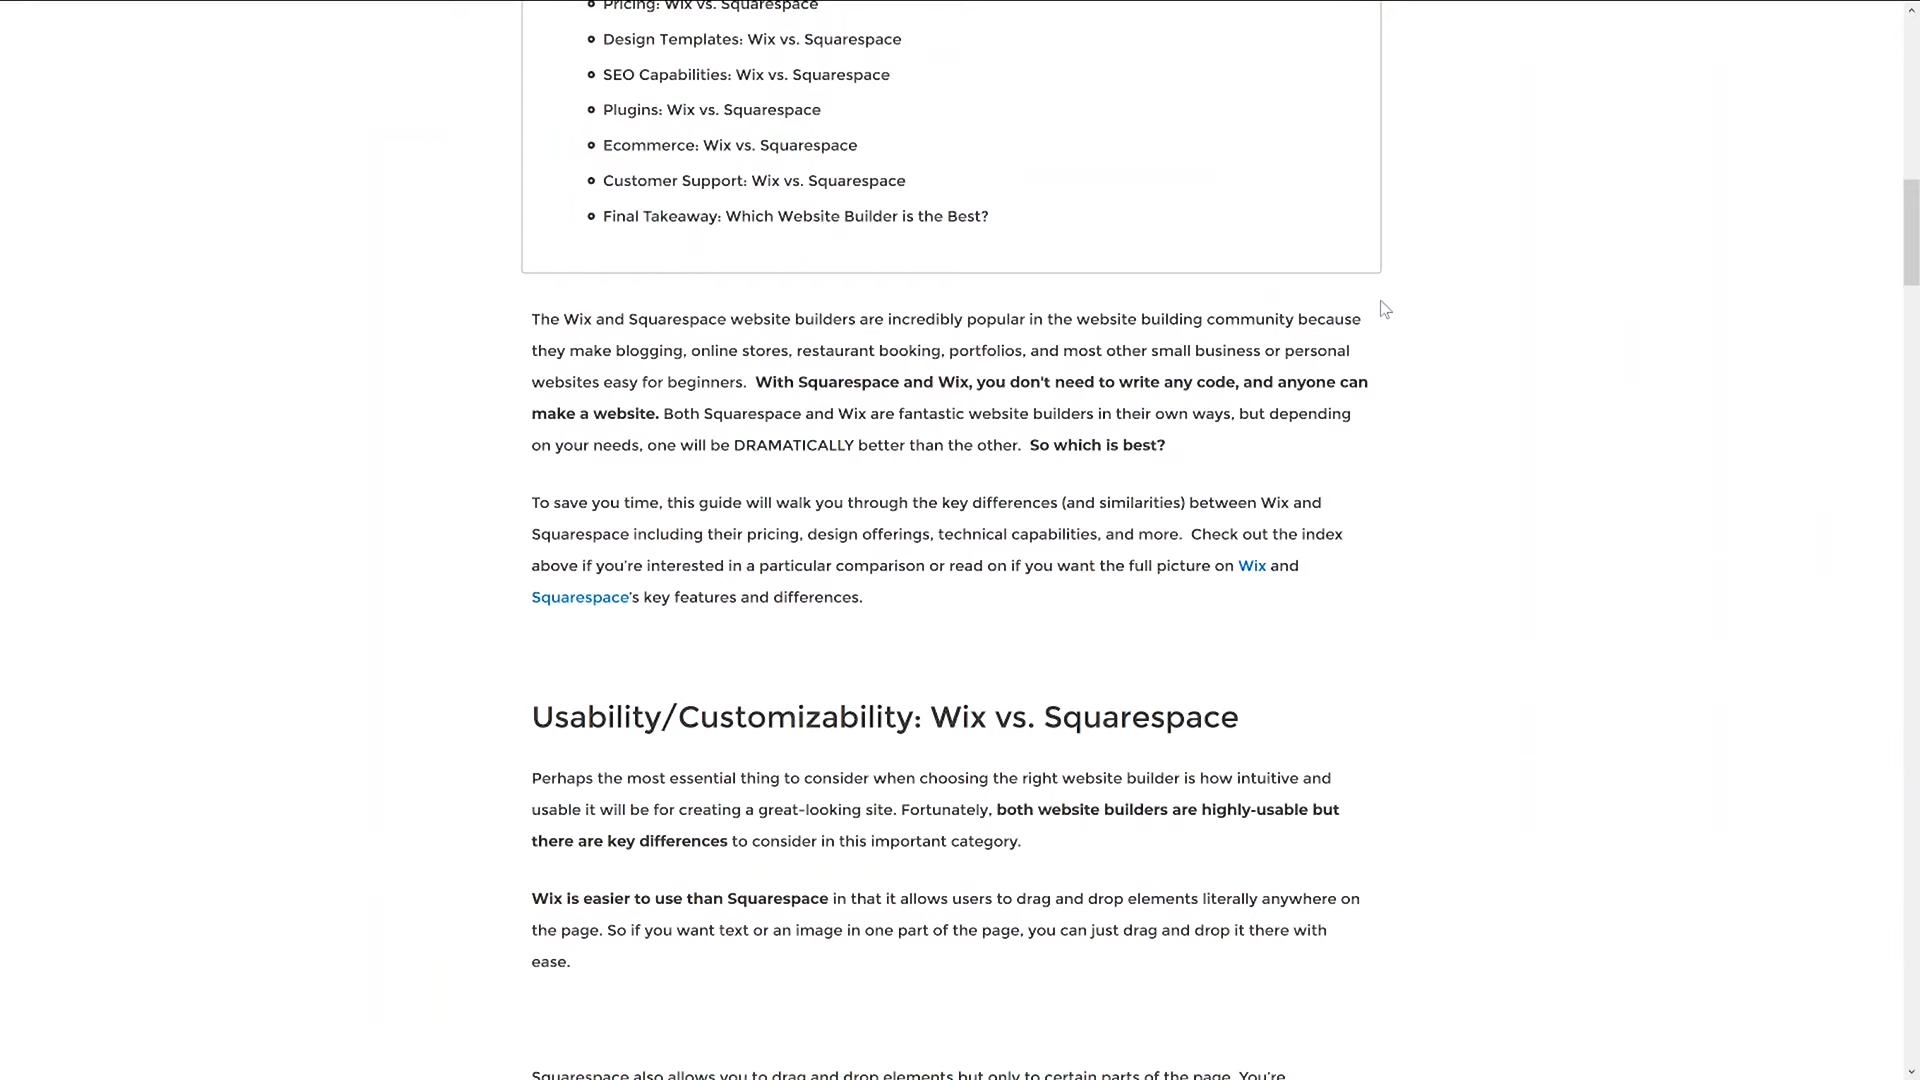 Pricing: Wix vs. Squarespace
Design Templates: Wix vs. Squarespace
SEO Capabilities: Wix vs. Squarespace
Plugins: Wix vs. Squarespace
Ecommerce: Wix vs. Squarespace
Customer Support: Wix vs. Squarespace
Final Takeaway: Which Website Builder is the Best?
The Wix and Squarespace website builders are incredibly popular in the website building community because
they make blogging, online stores, restaurant booking, portfolios, and most other small business or personal
websites easy for beginners. With Squarespace and Wix, you don't need to write any code, and anyone can
make a website. Both Squarespace and Wix are fantastic website builders in their own ways, but depending
on your needs, one will be DRAMATICALLY better than the other. So which is best?
To save you time, this guide will walk you through the key differences (and similarities) between Wix and
Squarespace including their pricing, design offerings, technical capabilities, and more. Check out the index
above if you’re interested in a particular comparison or read on if you want the full picture on Wix and
Squarespace’s key features and differences.
Usability/Customizability: Wix vs. Squarespace
Perhaps the most essential thing to consider when choosing the right website builder is how intuitive and
usable it will be for creating a great-looking site. Fortunately, both website builders are highly-usable but
there are key differences to consider in this important category.
Wix is easier to use than Squarespace in that it allows users to drag and drop elements literally anywhere on
the page. So if you want text or an image in one part of the page, you can just drag and drop it there with
ease.
Squarespace also allows you to drag and drop elements but only to certain parts of the page. You’re